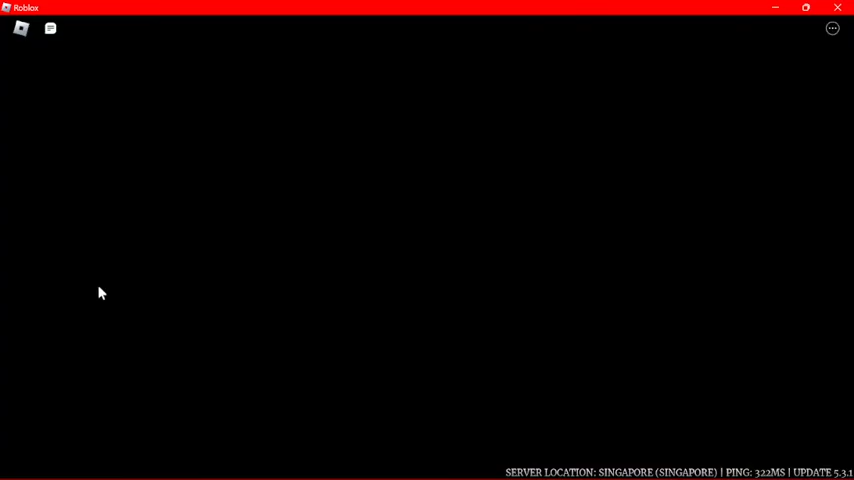 Roblox
SERVER LOCATION: SINGAPORE (SINGAPORE) | PING: 322MS | UPDATE 5.3.1